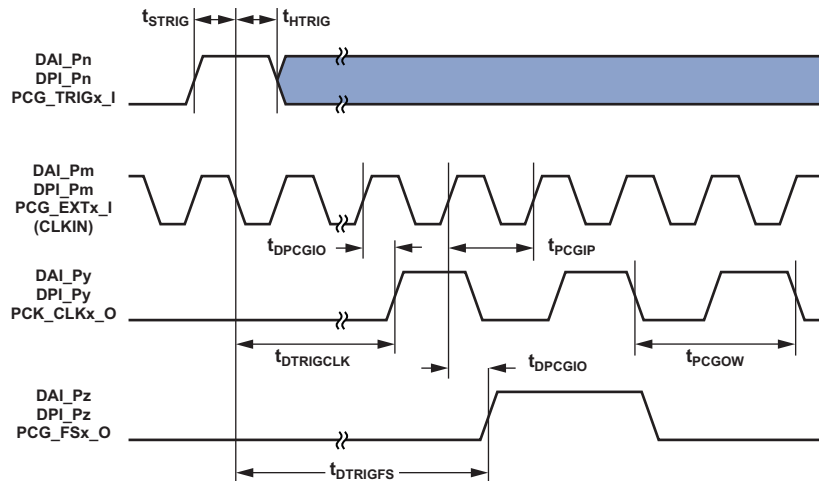 tSTRIG tHTRIG
DAI_Pn
DPI_Pn
PCG_TRIGx_I
DAI_Pm
DPI_Pm
PCG_EXTx_I
(CLKIN)
tDPCGIO tPCGIP
DAI_Py
DPI_Py
PCK_CLKx_O
tDTRIGCLK tDPCGIO tPCGOW
DAI_Pz
DPI_Pz
PCG_FSx_O
tDTRIGFS